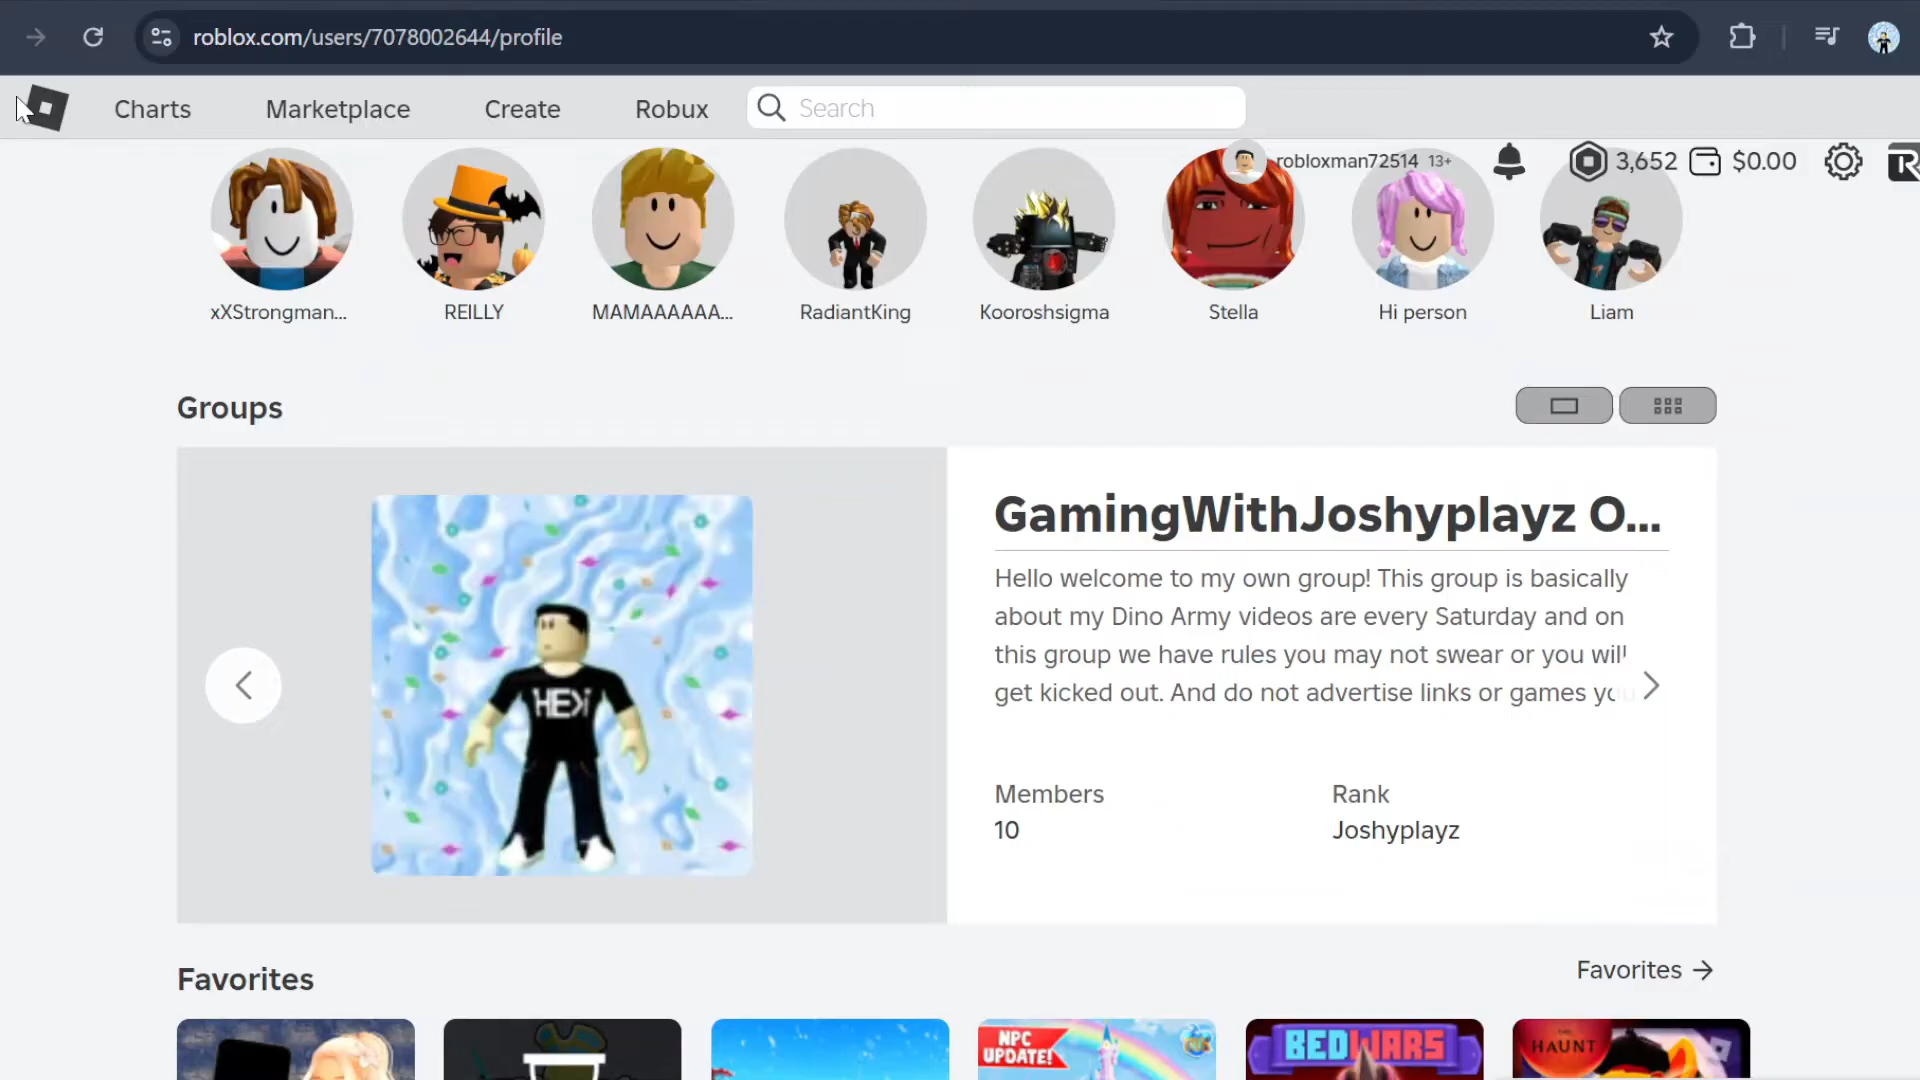 roblox.com/users/7078002644/profile
Charts Marketplace Create Robux Search
robloxman72514 13+ 3,652 $0.00
xXStrongman... REILLY MAMAAAAAA... RadiantKing Kooroshsigma Stella Hi person Liam
Groups
GamingWithJoshyplayz O...
Hello welcome to my own group! This group is basically
about my Dino Army videos are every Saturday and on
this group we have rules you may not swear or you will
get kicked out. And do not advertise links or games you
Members Rank
10 Joshyplayz
HEX
Favorites Favorites
NPC
UPDATE!
BEDWARS
THE
HAUNT